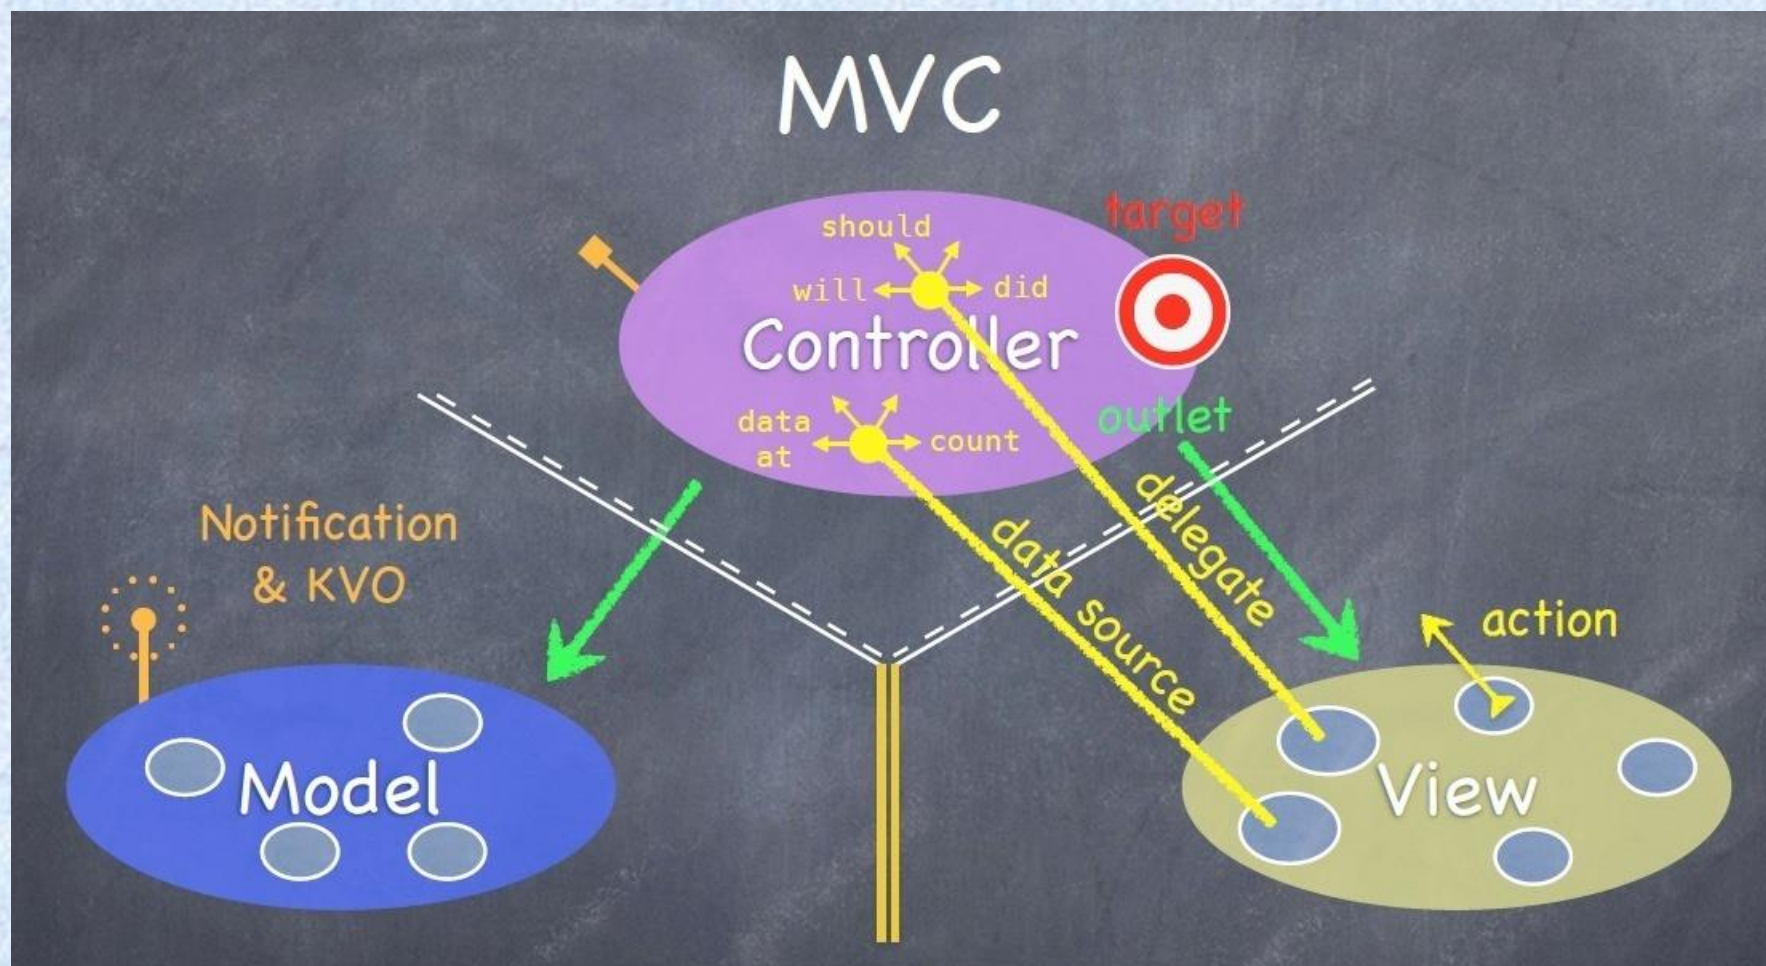 MVC
target
should
will
did
Controller
data
at
count
outlet
Notification
& KVO
delegate
data source
action
Model
View